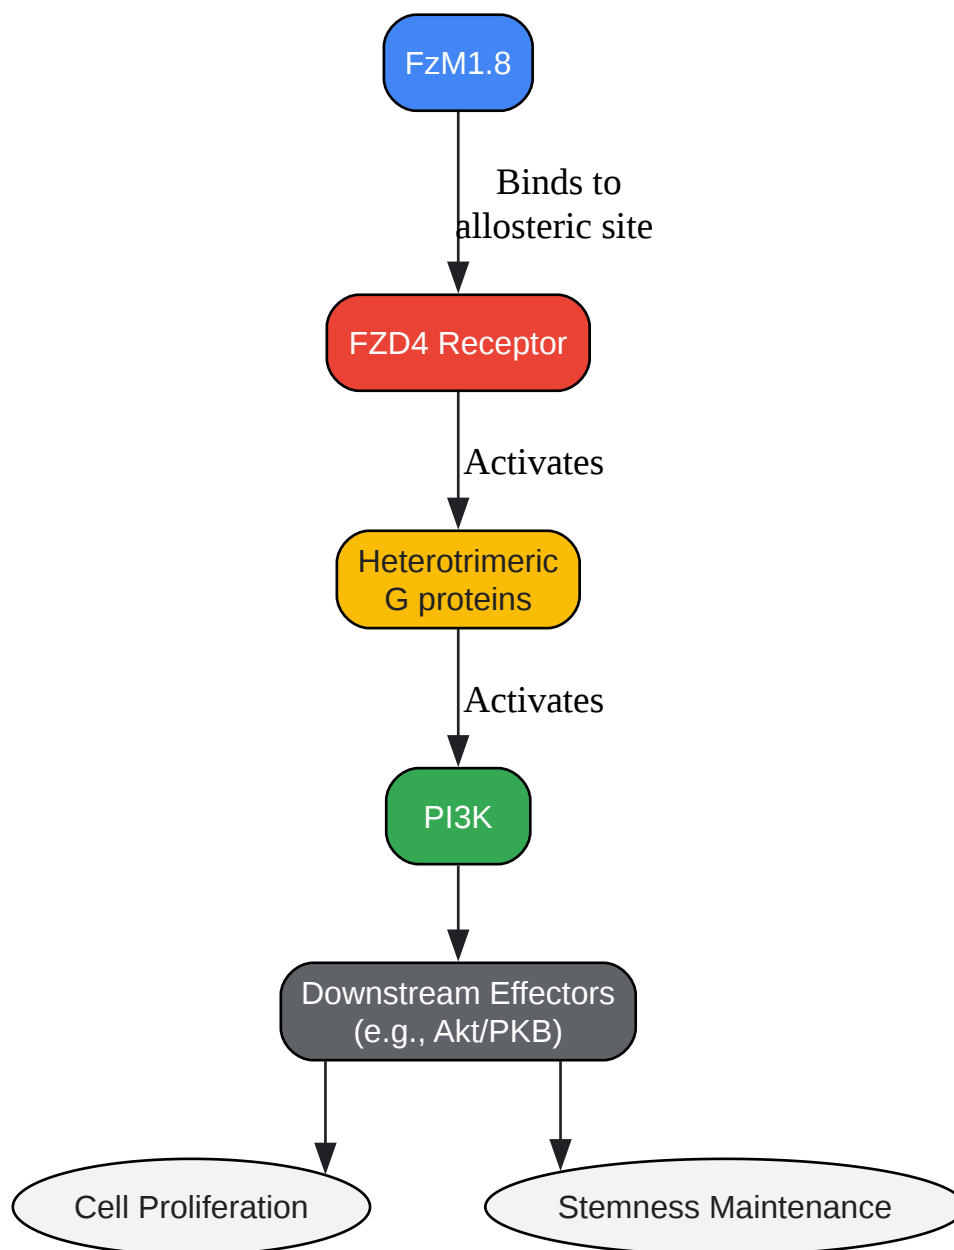 FzM1.8
Binds to
allosteric site
FZD4 Receptor
Activates
Heterotrimeric
G proteins
Activates
PI3K
Downstream Effectors
(e.g., Akt/PKB)
Cell Proliferation
Stemness Maintenance